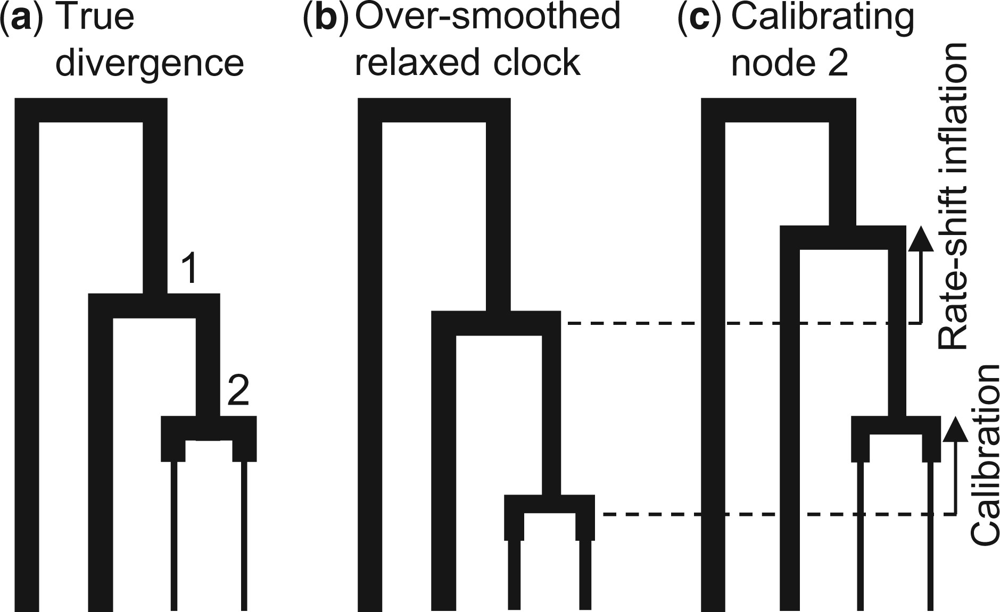 (a) True
divergence
(b) Over-smoothed
relaxed clock
(c) Calibrating
node 2
1
2
Rate-shift inflation
Calibration